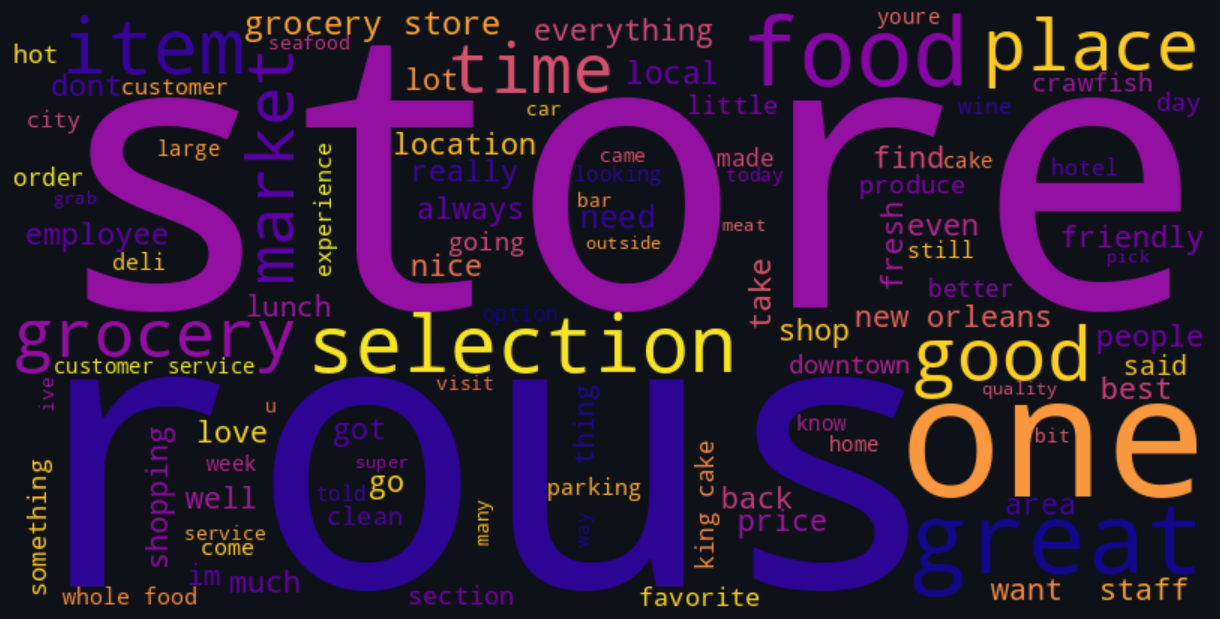 grocery store
youre
hot
item
seafood
everything
food
place
time
lot
local
crawfish
dont
customer
market
car
little
wine
day
city
store
large
location
came
made
find
cake
hotel
order
experience
really
looking
today
produce
grab
always
bar
need
meat
fresh
even
employee
going
outside
still
friendly
deli
nice
take
pick
better
lunch
option
grocery
selection
shop
new orleans
good
people
customer service
downtown
said
ive
visit
quality
best
rous
u
thing
one
love
got
know
home
bit
shopping
week
super
something
well
told
go
parking
king cake
back
area
clean
many
way
price
great
service
come
im
much
whole food
section
favorite
want
staff